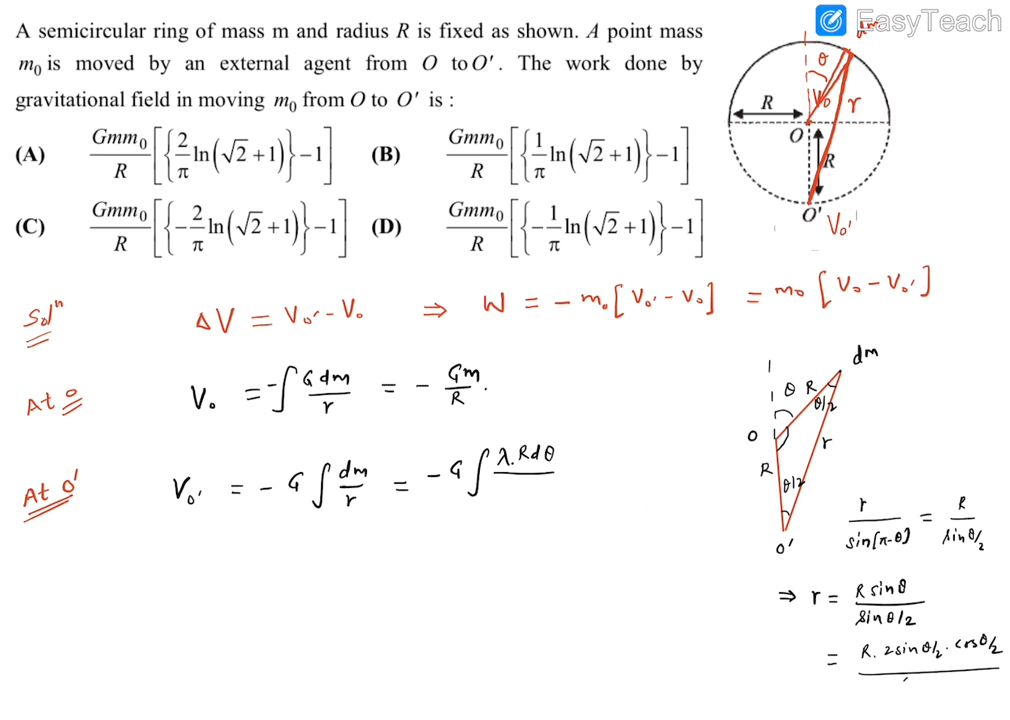 EasyTeach
A semicircular ring of mass m and radius R is fixed as shown. A point mass
m₀ is moved by an external agent from O to O'. The work done by
gravitational field in moving m₀ from O to O' is :
(A) Gmm₀/R [{2/π ln(√2+1)}−1] (B) Gmm₀/R [{1/π ln(√2+1)}−1]
(C) Gmm₀/R [{−2/π ln(√2+1)}−1] (D) Gmm₀/R [{−1/π ln(√2+1)}−1]
dm
θ
R
r
O
R
O'
V₀'
Solⁿ
ΔV = V₀' − V₀ ⇒ W = − m₀ [V₀' − V₀] = m₀ [V₀ − V₀']
At O
V₀ = −∫ G dm/r = − Gm/R.
At O'
V₀' = − G ∫ dm/r = − G ∫ λ.Rdθ
dm
θ R
θ/2
O
r
R
θ/2
O'
r/sin(π−θ) = R/sin θ/2
⇒ r = R sinθ/sin θ/2
= R. 2sin θ/2. cosθ/2